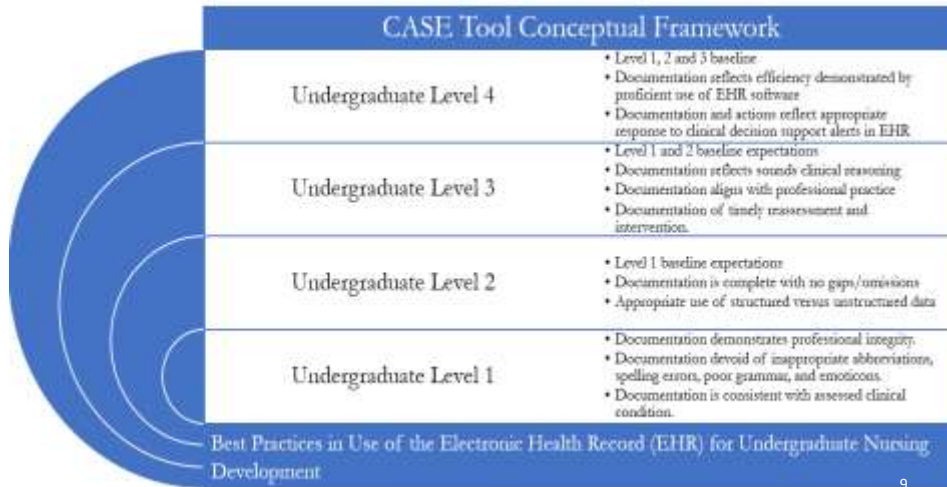 CASE Tool Conceptual Framework
Undergraduate Level 4
• Level 1, 2 and 3 baseline
• Documentation reflects efficiency demonstrated by
proficient use of EHR software
• Documentation and actions reflect appropriate
response to clinical decision support alerts in EHR
Undergraduate Level 3
• Level 1 and 2 baseline expectations
• Documentation reflects sounds clinical reasoning
• Documentation aligns with professional practice
• Documentation of timely reassessment and
intervention.
Undergraduate Level 2
• Level 1 baseline expectations
• Documentation is complete with no gaps/omissions
• Appropriate use of structured versus unstructured data
Undergraduate Level 1
• Documentation demonstrates professional integrity.
• Documentation devoid of inappropriate abbreviations,
spelling errors, poor grammar, and emoticons.
• Documentation is consistent with assessed clinical
condition.
Best Practices in Use of the Electronic Health Record (EHR) for Undergraduate Nursing
Development
9